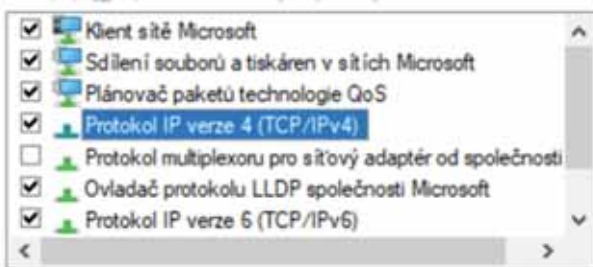 Klient sítě Microsoft
Sdílení souborů a tiskáren v sítích Microsoft
Plánovač paketů technologie QoS
Protokol IP verze 4 (TCP/IPv4)
Protokol multiplexoru pro síťový adaptér od společnosti
Ovladač protokolu LLDP společnosti Microsoft
Protokol IP verze 6 (TCP/IPv6)